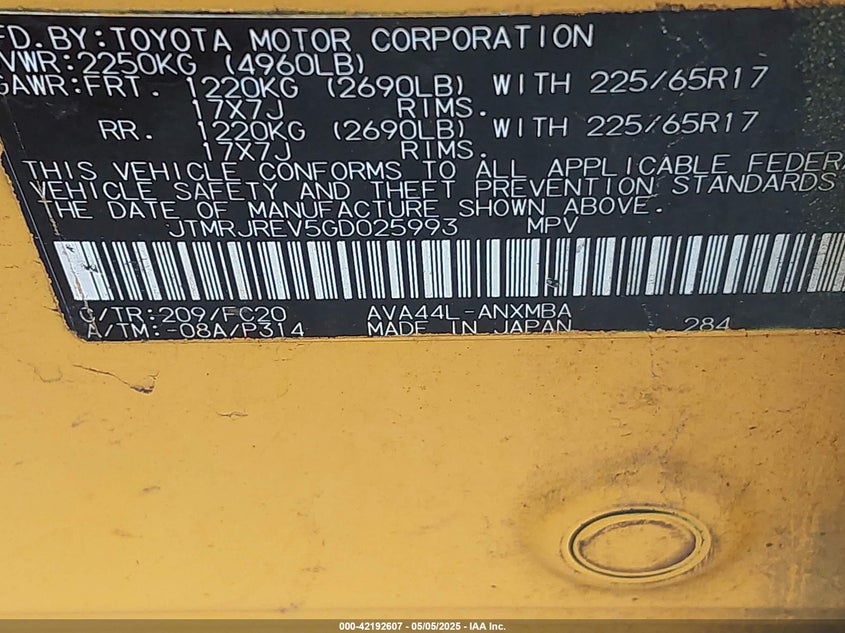 FD. BY: TOYOTA MOTOR CORPORATION
VWR: 2250KG (4960LB)
GAWR: FRT. 1220KG (2690LB) WITH 225/65R17
17X7J RIMS.
RR. 1220KG (2690LB) WITH 225/65R17
17X7J RIMS.
THIS VEHICLE CONFORMS TO ALL APPLICABLE FEDERA
VEHICLE SAFETY AND THEFT PREVENTION STANDARDS
THE DATE OF MANUFACTURE SHOWN ABOVE.
JTMRJREV5GD025993 MPV
C/TR: 209/FC20 AVA44L-ANXMBA
A/TM: -08A/P314 MADE IN JAPAN 284
000-42192607 - 05/05/2025 - IAA Inc.